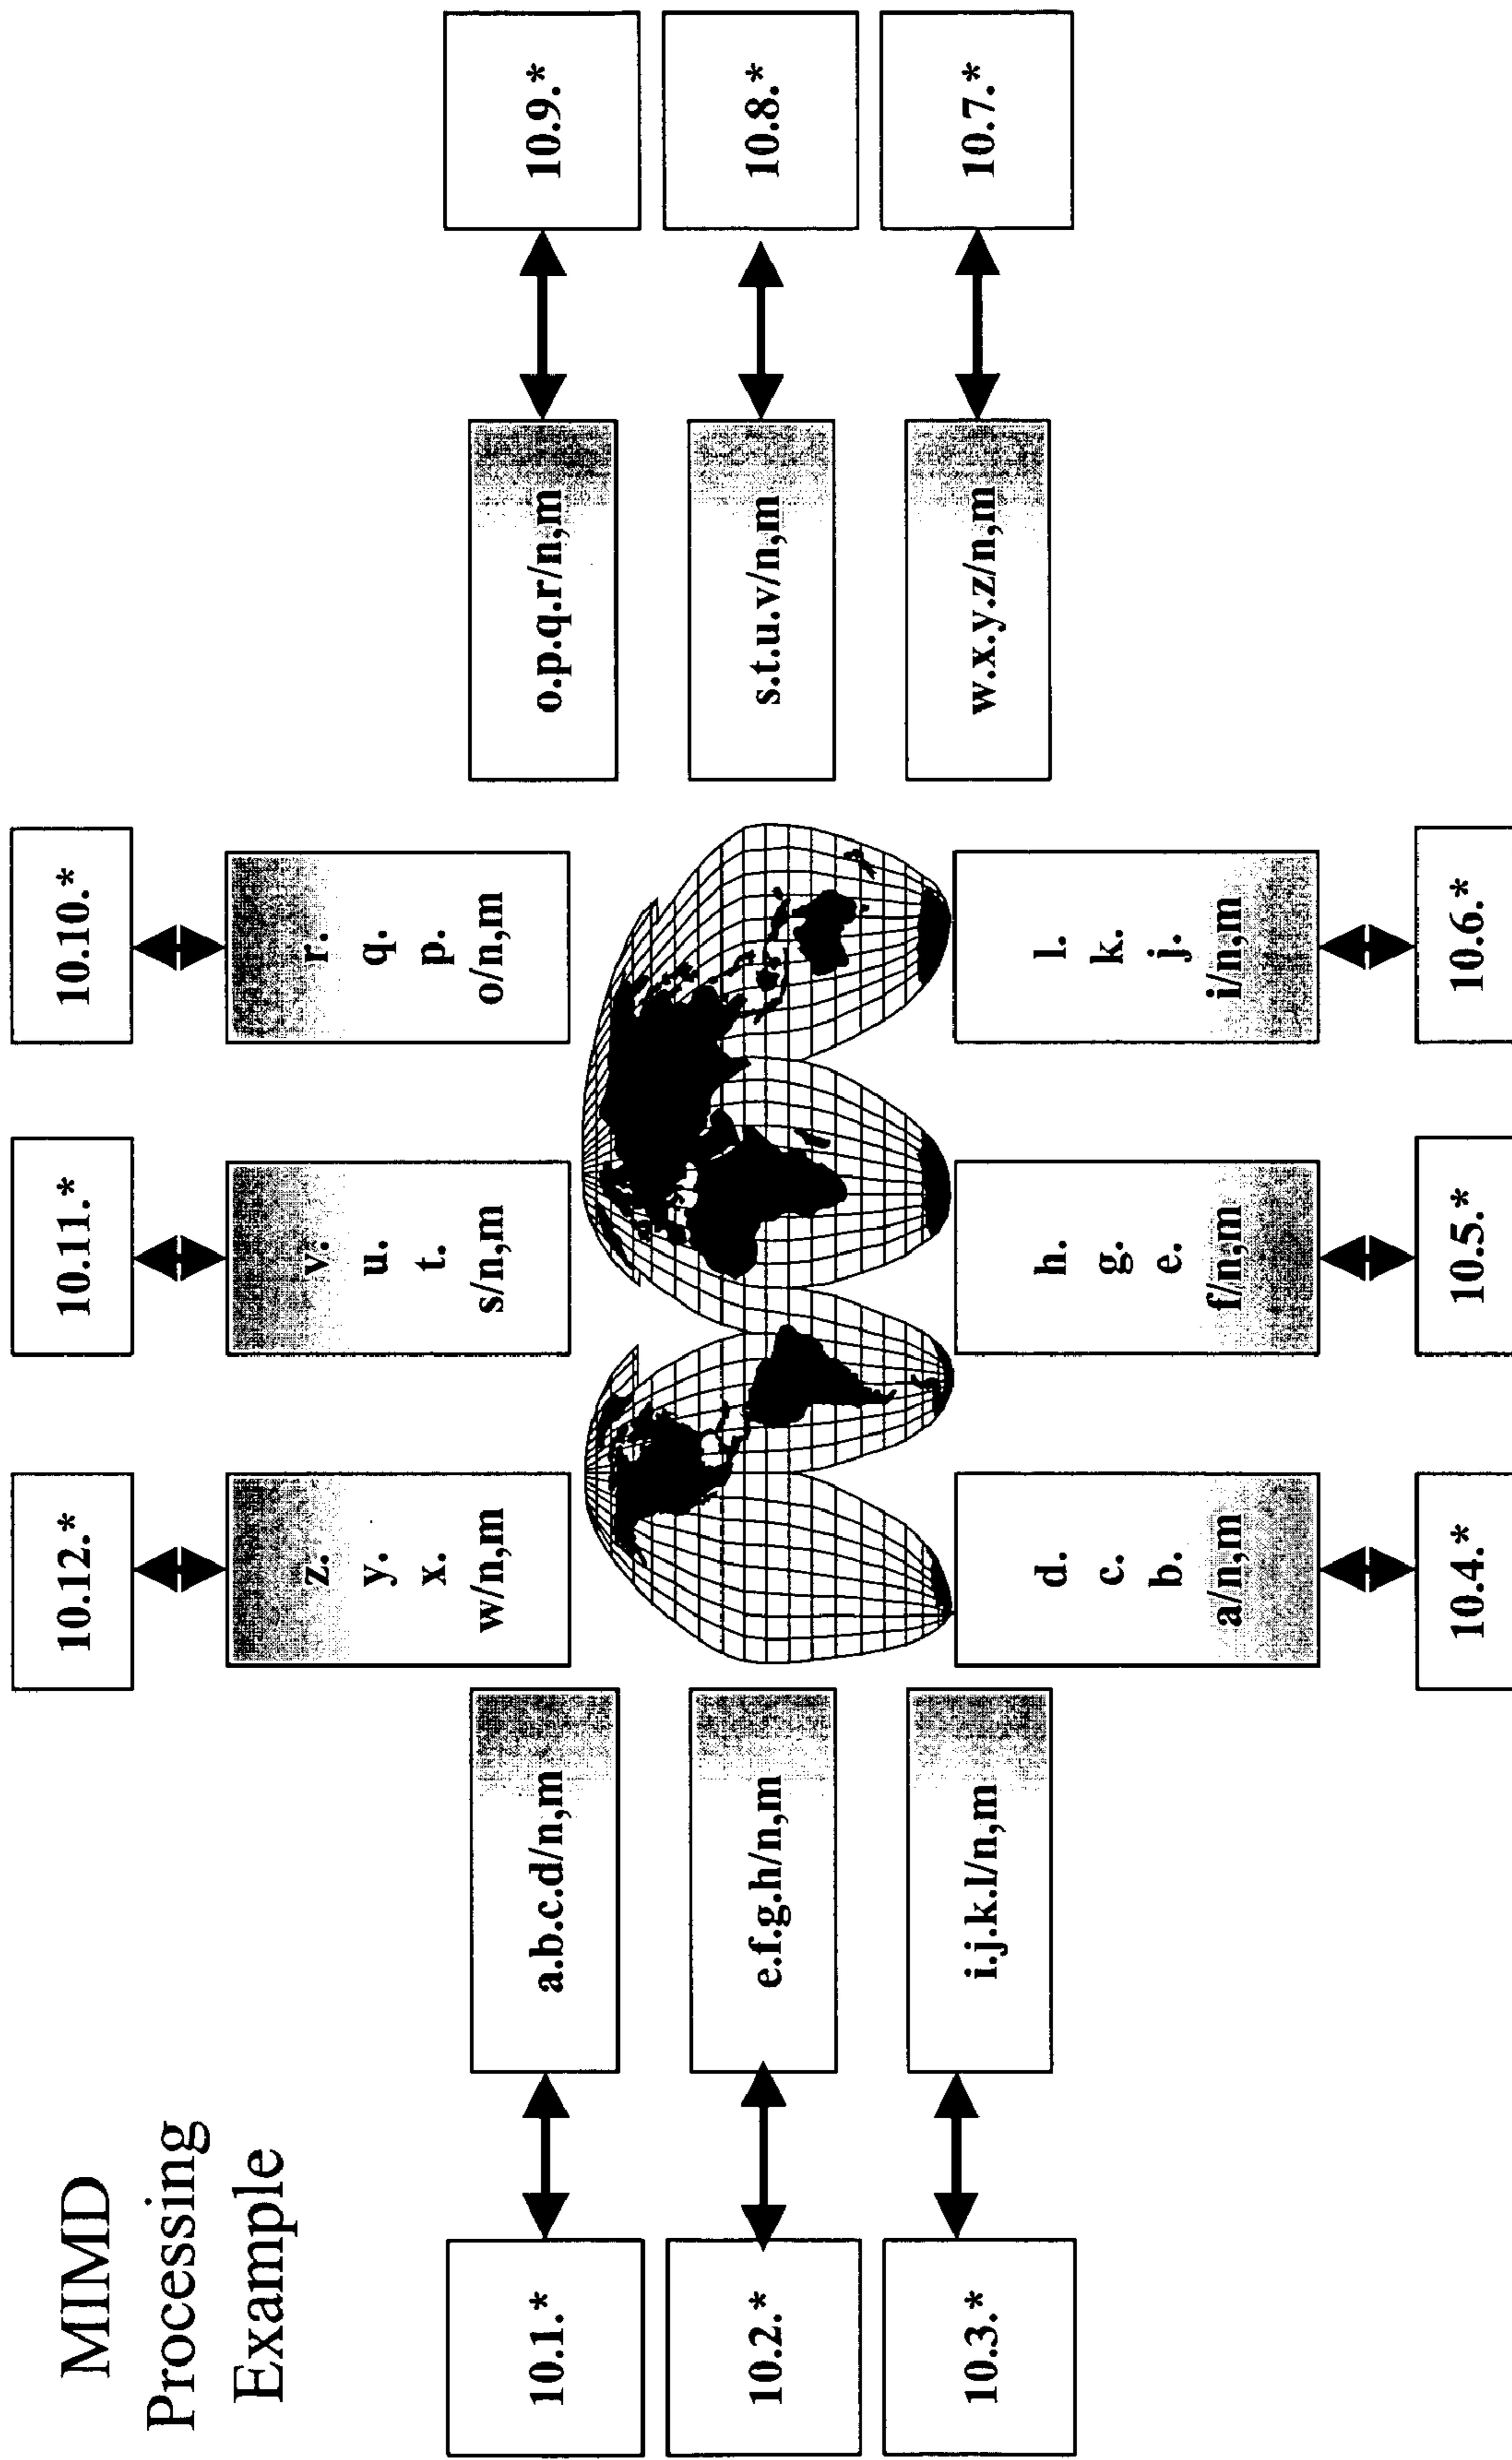 MIMD
Processing
Example
10.12.*
10.11.*
10.10.*
z.
y.
x.
w/n,m
v.
u.
t.
s/n,m
r.
q.
p.
o/n,m
10.1.*
a.b.c.d/n,m
o.p.q.r/n,m
10.9.*
10.2.*
e.f.g.h/n,m
s.t.u.v/n,m
10.8.*
10.3.*
i.j.k.l/n,m
w.x.y.z/n,m
10.7.*
d.
c.
b.
a/n,m
h.
g.
e.
f/n,m
l.
k.
j.
i/n,m
10.4.*
10.5.*
10.6.*